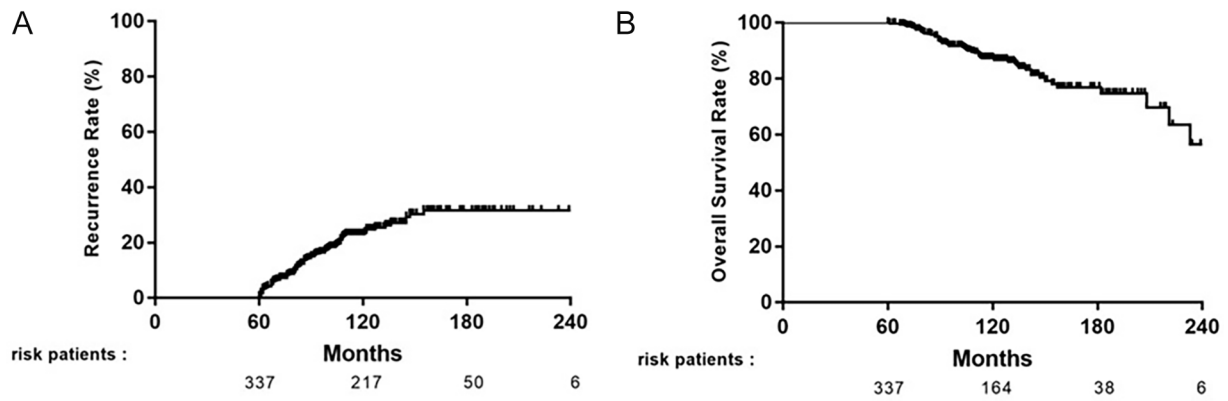 A
Recurrence Rate (%)
100
80
60
40
20
0
0 60 120 180 240
Months
risk patients :
337 217 50 6
B
Overall Survival Rate (%)
100
80
60
40
20
0
0 60 120 180 240
Months
risk patients :
337 164 38 6